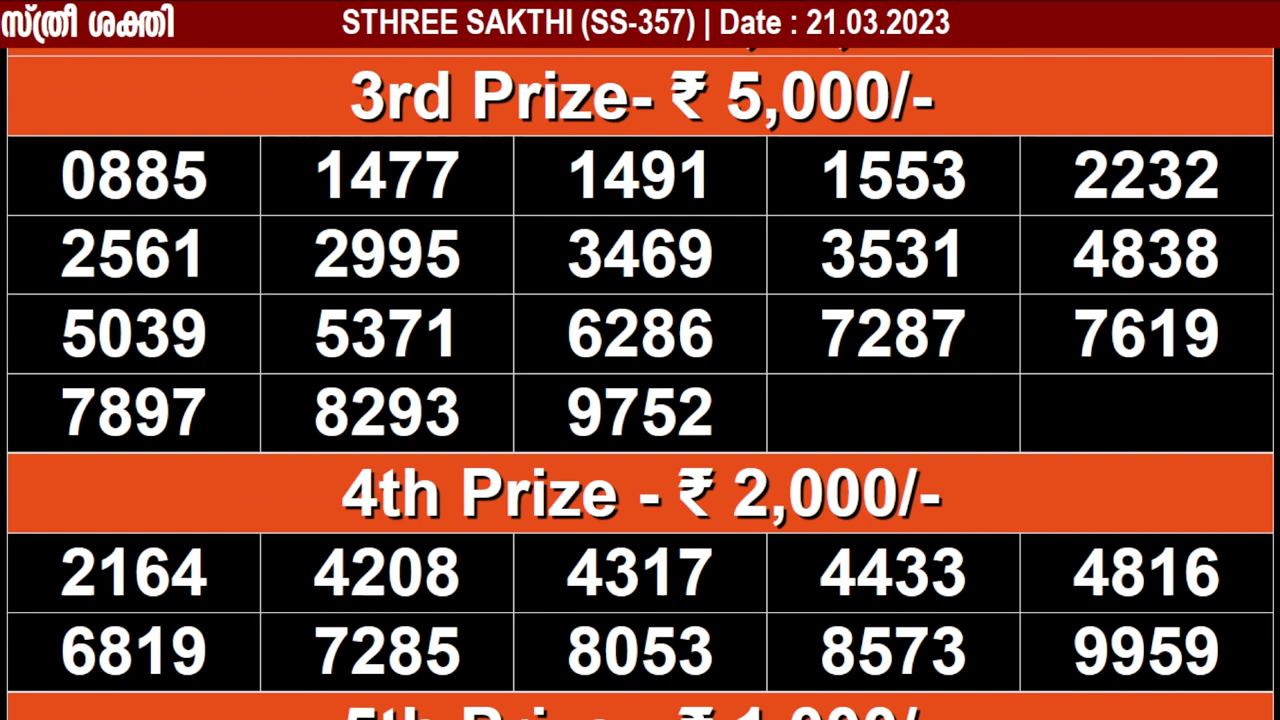 സ്ത്രീ ശക്തി STHREE SAKTHI (SS-357) | Date : 21.03.2023
3rd Prize- ₹ 5,000/-
0885 1477 1491 1553 2232
2561 2995 3469 3531 4838
5039 5371 6286 7287 7619
7897 8293 9752
4th Prize - ₹ 2,000/-
2164 4208 4317 4433 4816
6819 7285 8053 8573 9959
5th Prize - ₹ 1,000/-